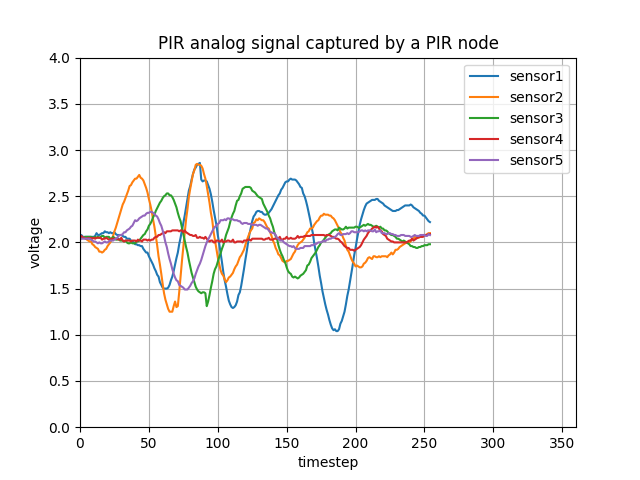 PIR analog signal captured by a PIR node
4.0
3.5
3.0
2.5
2.0
1.5
1.0
0.5
0.0
voltage
sensor1
sensor2
sensor3
sensor4
sensor5
0 50 100 150 200 250 300 350
timestep